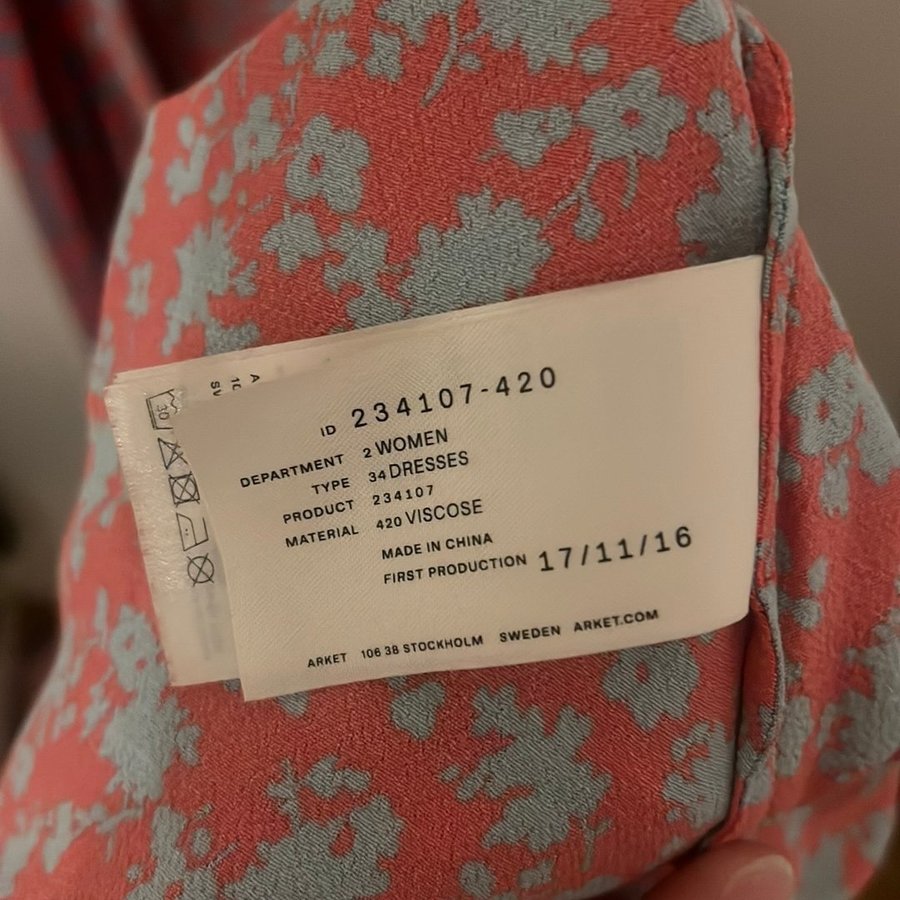 ID 234107-420
DEPARTMENT 2 WOMEN
TYPE 34 DRESSES
PRODUCT 234107
MATERIAL 420 VISCOSE
MADE IN CHINA
FIRST PRODUCTION 17/11/16
ARKET 106 38 STOCKHOLM SWEDEN ARKET.COM
30